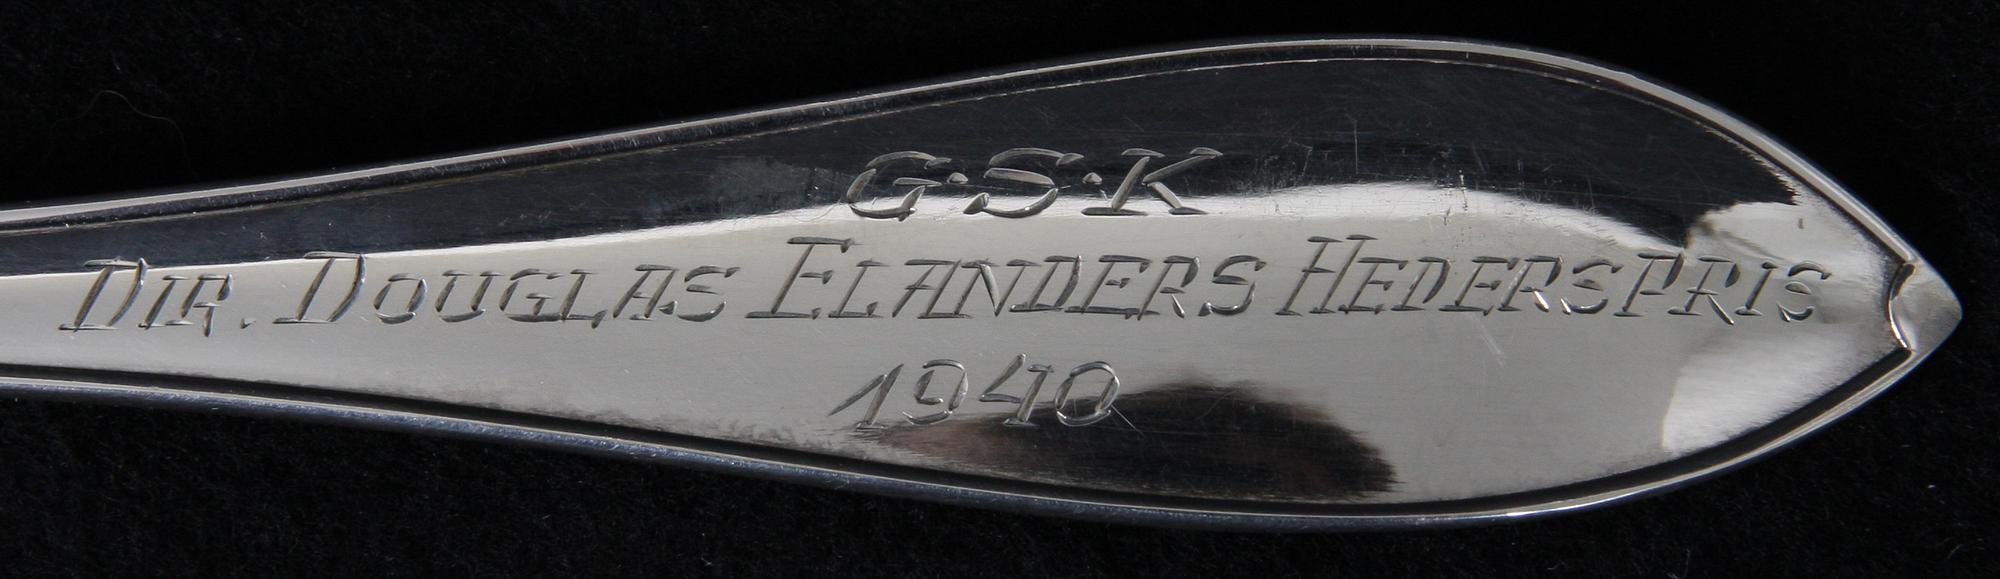 G·S·K
DIR. DOUGLAS ELANDERS HEDERSPRIS
1940